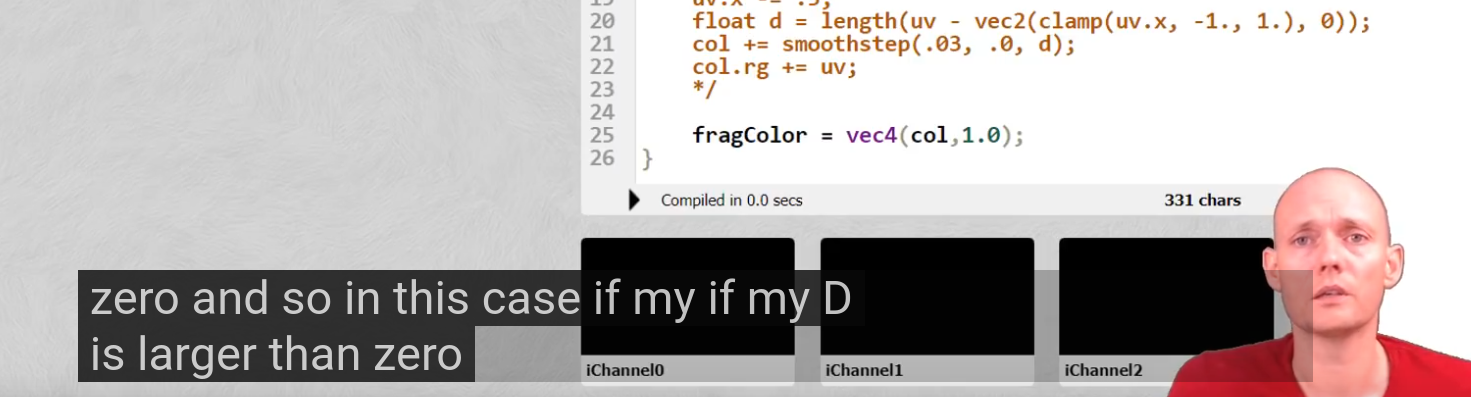 19 uv.x -= .5;
20 float d = length(uv - vec2(clamp(uv.x, -1., 1.), 0));
21 col += smoothstep(.03, .0, d);
22 col.rg += uv;
23 */
24
25 fragColor = vec4(col,1.0);
26 }
Compiled in 0.0 secs 331 chars
zero and so in this case if my if my D
is larger than zero
iChannel0 iChannel1 iChannel2